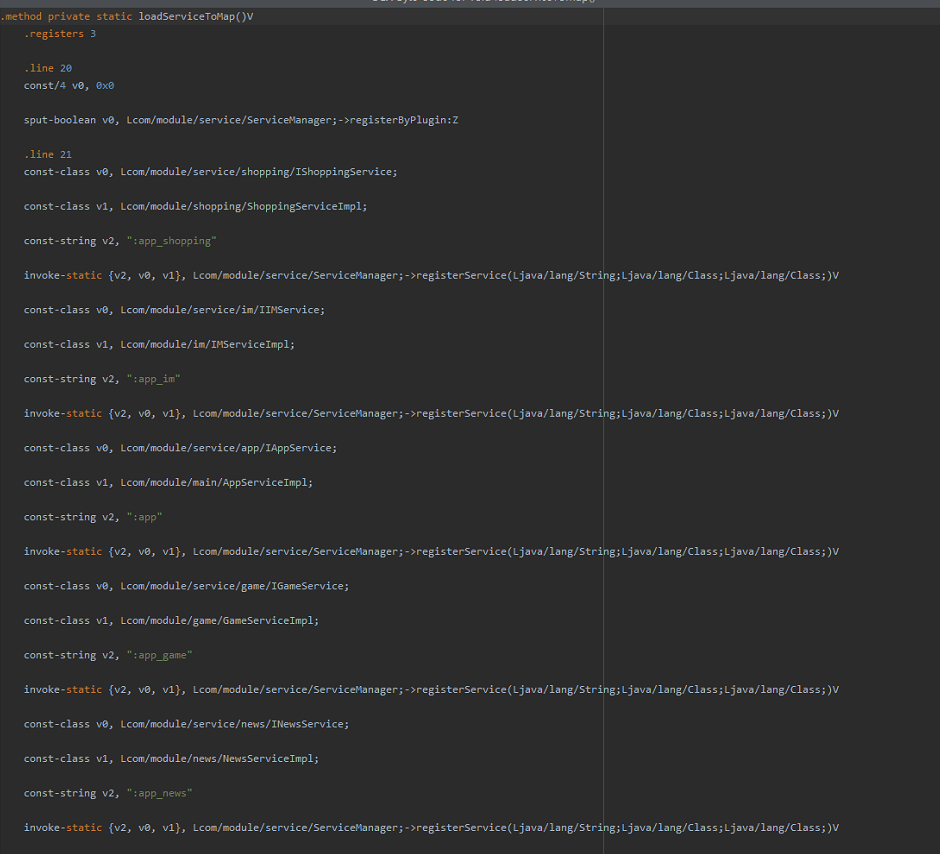 .method private static loadServiceToMap()V
.registers 3
.line 20
const/4 v0, 0x0
sput-boolean v0, Lcom/module/service/ServiceManager;->registerByPlugin:Z
.line 21
const-class v0, Lcom/module/service/shopping/IShoppingService;
const-class v1, Lcom/module/shopping/ShoppingServiceImpl;
const-string v2, ":app_shopping"
invoke-static {v2, v0, v1}, Lcom/module/service/ServiceManager;->registerService(Ljava/lang/String;Ljava/lang/Class;Ljava/lang/Class;)V
const-class v0, Lcom/module/service/im/IIMService;
const-class v1, Lcom/module/im/IMServiceImpl;
const-string v2, ":app_im"
invoke-static {v2, v0, v1}, Lcom/module/service/ServiceManager;->registerService(Ljava/lang/String;Ljava/lang/Class;Ljava/lang/Class;)V
const-class v0, Lcom/module/service/app/IAppService;
const-class v1, Lcom/module/main/AppServiceImpl;
const-string v2, ":app"
invoke-static {v2, v0, v1}, Lcom/module/service/ServiceManager;->registerService(Ljava/lang/String;Ljava/lang/Class;Ljava/lang/Class;)V
const-class v0, Lcom/module/service/game/IGameService;
const-class v1, Lcom/module/game/GameServiceImpl;
const-string v2, ":app_game"
invoke-static {v2, v0, v1}, Lcom/module/service/ServiceManager;->registerService(Ljava/lang/String;Ljava/lang/Class;Ljava/lang/Class;)V
const-class v0, Lcom/module/service/news/INewsService;
const-class v1, Lcom/module/news/NewsServiceImpl;
const-string v2, ":app_news"
invoke-static {v2, v0, v1}, Lcom/module/service/ServiceManager;->registerService(Ljava/lang/String;Ljava/lang/Class;Ljava/lang/Class;)V